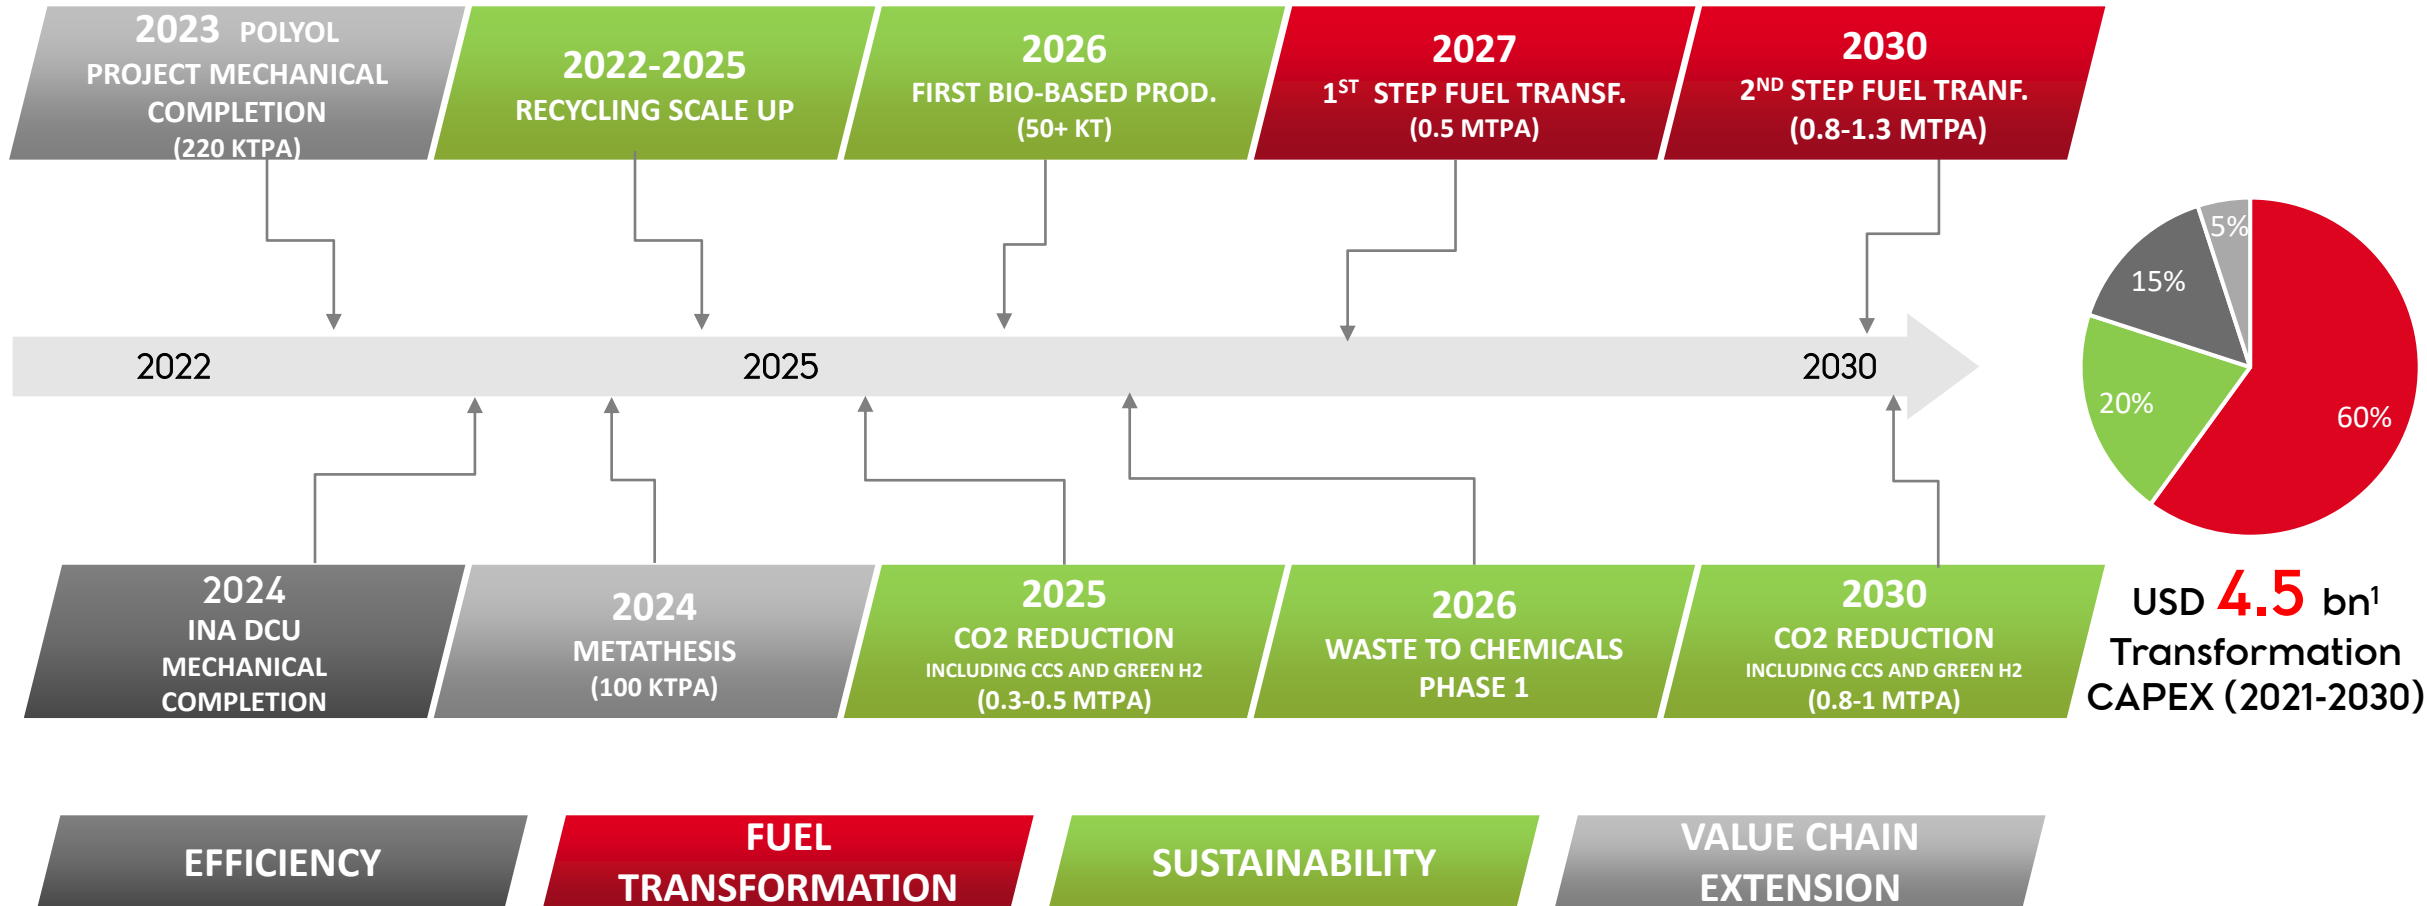 2023 POLYOL
PROJECT MECHANICAL
COMPLETION
(220 KTPA)
2022-2025
RECYCLING SCALE UP
2026
FIRST BIO-BASED PROD.
(50+ KT)
2027
1ST STEP FUEL TRANSF.
(0.5 MTPA)
2030
2ND STEP FUEL TRANF.
(0.8-1.3 MTPA)
2022
2025
2030
5%
15%
20%
60%
2024
INA DCU
MECHANICAL
COMPLETION
2024
METATHESIS
(100 KTPA)
2025
CO2 REDUCTION
INCLUDING CCS AND GREEN H2
(0.3-0.5 MTPA)
2026
WASTE TO CHEMICALS
PHASE 1
2030
CO2 REDUCTION
INCLUDING CCS AND GREEN H2
(0.8-1 MTPA)
USD 4.5 bn1
Transformation
CAPEX (2021-2030)
EFFICIENCY
FUEL
TRANSFORMATION
SUSTAINABILITY
VALUE CHAIN
EXTENSION